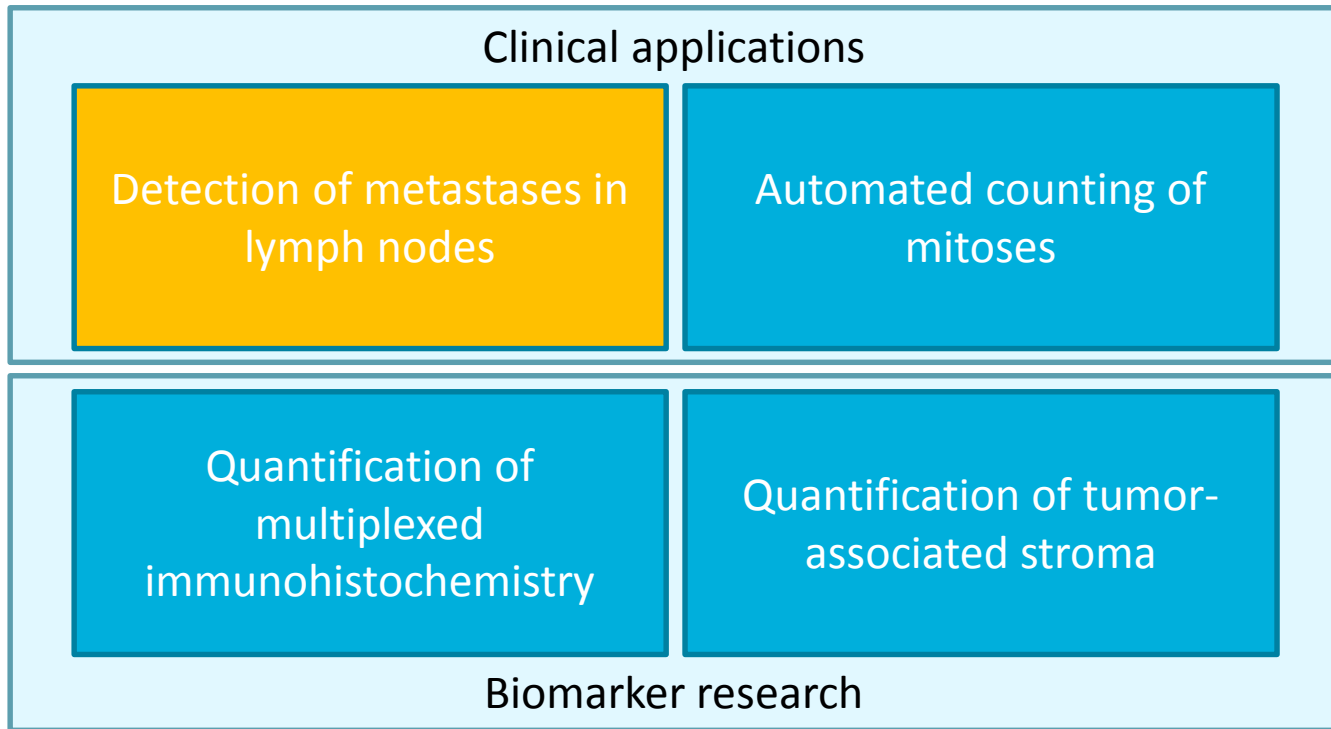 Clinical applications
Detection of metastases in
lymph nodes
Automated counting of
mitoses
Quantification of
multiplexed
immunohistochemistry
Quantification of tumor-
associated stroma
Biomarker research